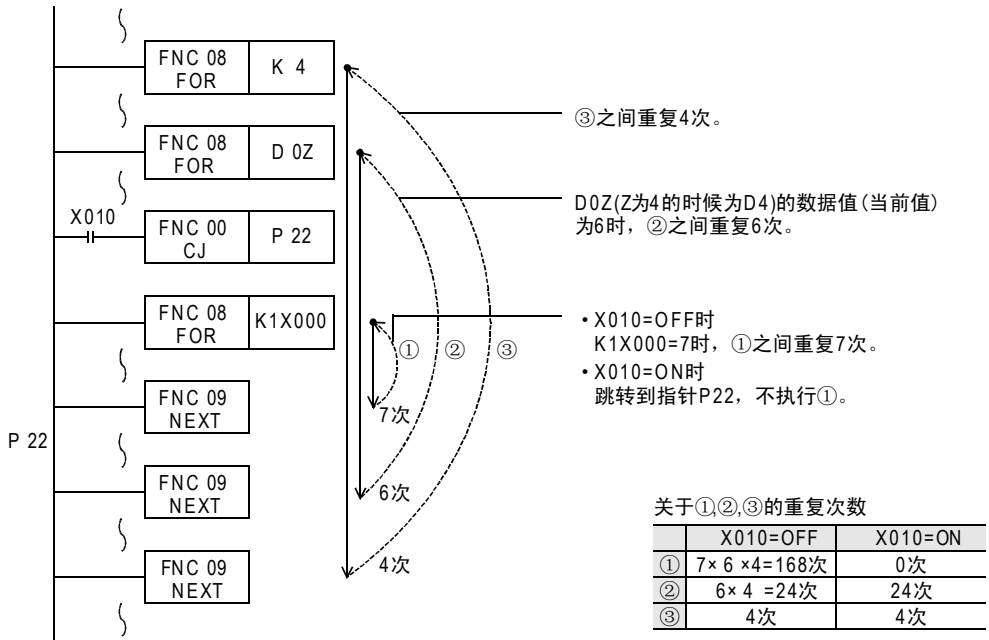 FNC 08
FOR
K 4
③之间重复4次。
FNC 08
FOR
D 0Z
D0Z(Z为4的时候为D4)的数据值(当前值)
为6时，②之间重复6次。
X010
FNC 00
CJ
P 22
FNC 08
FOR
K1X000
・X010=OFF时
K1X000=7时，①之间重复7次。
・X010=ON时
跳转到指针P22，不执行①。
①
②
③
7次
FNC 09
NEXT
P 22
6次
FNC 09
NEXT
4次
FNC 09
NEXT
关于①,②,③的重复次数
X010=OFF X010=ON
① 7×6×4=168次 0次
② 6×4=24次 24次
③ 4次 4次